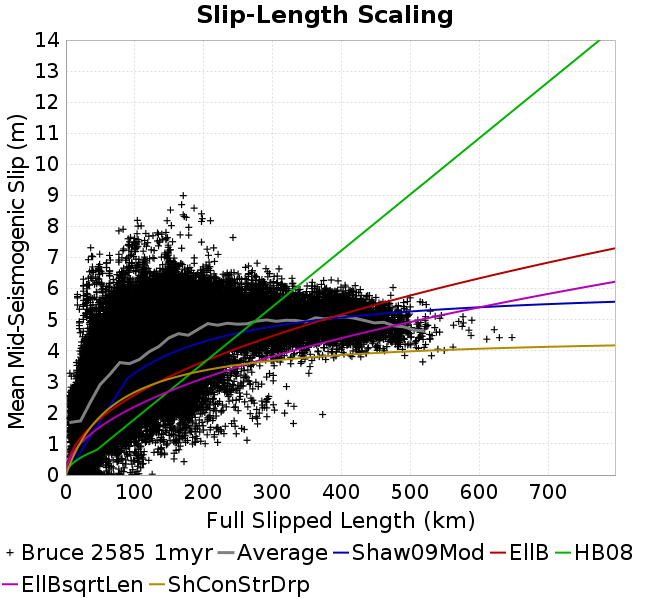 Slip-Length Scaling
Mean Mid-Seismogenic Slip (m)
14
13
12
11
10
9
8
7
6
5
4
3
2
1
0
0 100 200 300 400 500 600 700
Full Slipped Length (km)
Bruce 2585 1myr Average Shaw09Mod EllB HB08
EllBsqrtLen ShConStrDrp